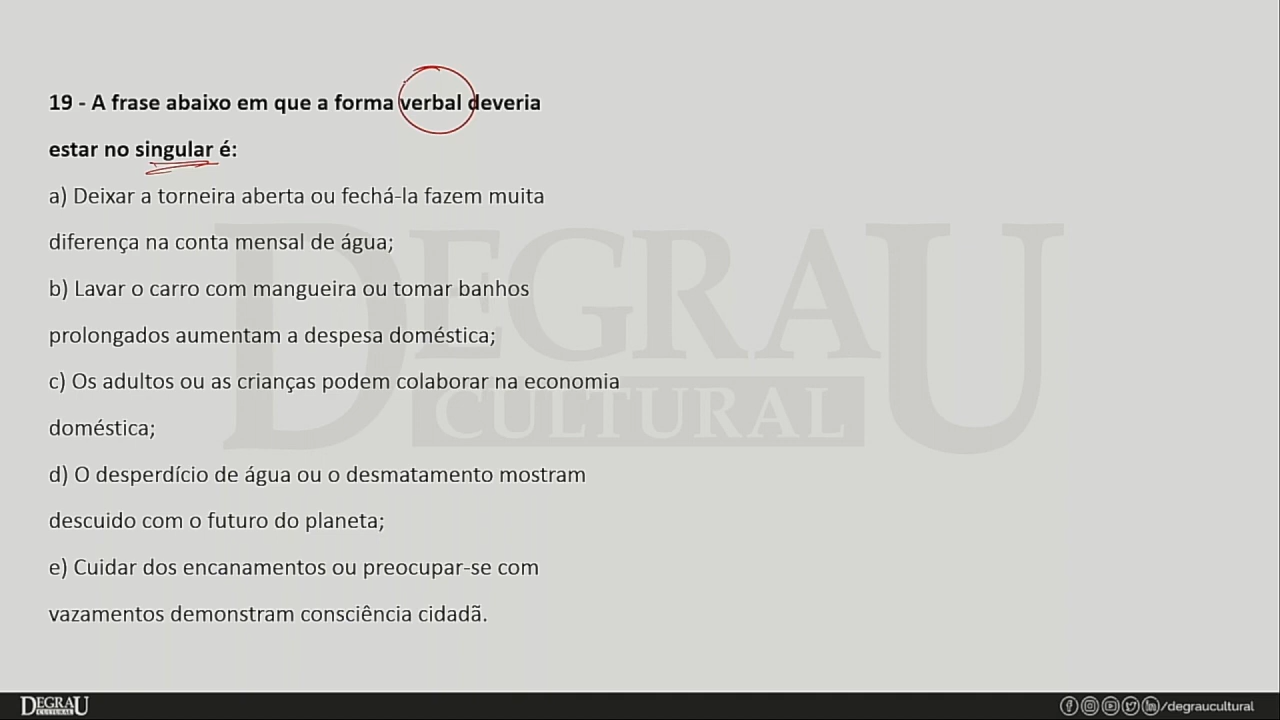 19 - A frase abaixo em que a forma verbal deveria
estar no singular é:
a) Deixar a torneira aberta ou fechá-la fazem muita
diferença na conta mensal de água;
b) Lavar o carro com mangueira ou tomar banhos
prolongados aumentam a despesa doméstica;
c) Os adultos ou as crianças podem colaborar na economia
doméstica;
d) O desperdício de água ou o desmatamento mostram
descuido com o futuro do planeta;
e) Cuidar dos encanamentos ou preocupar-se com
vazamentos demonstram consciência cidadã.
DEGRAU
CULTURAL
DEGRAU
CULTURAL
/degraucultural